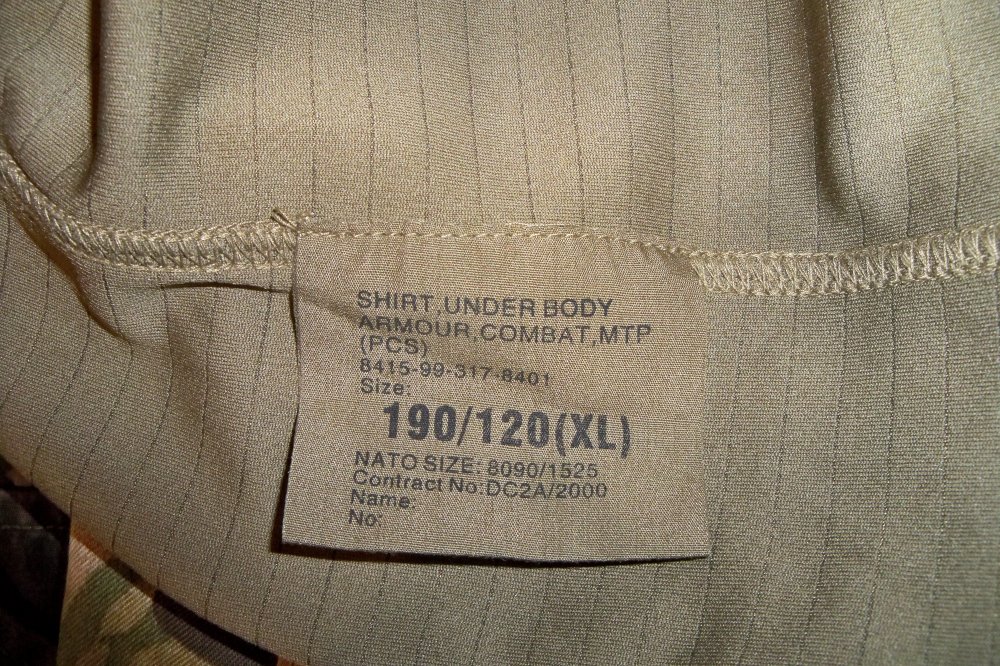 SHIRT,UNDER BODY
ARMOUR,COMBAT,MTP
(PCS)
8415-99-317-8401
Size:
190/120(XL)
NATO SIZE: 8090/1525
Contract No:DC2A/2000
Name:
No: